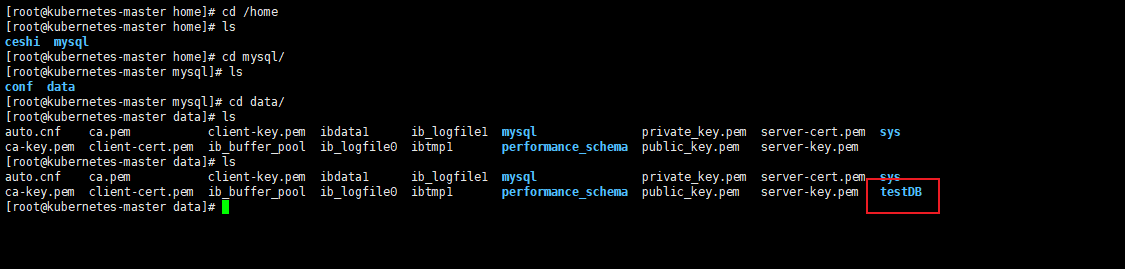 [root@kubernetes-master home]# cd /home
[root@kubernetes-master home]# ls
ceshi mysql
[root@kubernetes-master home]# cd mysql/
[root@kubernetes-master mysql]# ls
conf data
[root@kubernetes-master mysql]# cd data/
[root@kubernetes-master data]# ls
auto.cnf ca.pem client-key.pem ibdata1 ib_logfile1 mysql private_key.pem server-cert.pem sys
ca-key.pem client-cert.pem ib_buffer_pool ib_logfile0 ibtmp1 performance_schema public_key.pem server-key.pem
[root@kubernetes-master data]# ls
auto.cnf ca.pem client-key.pem ibdata1 ib_logfile1 mysql private_key.pem server-cert.pem sys
ca-key.pem client-cert.pem ib_buffer_pool ib_logfile0 ibtmp1 performance_schema public_key.pem server-key.pem testDB
[root@kubernetes-master data]#